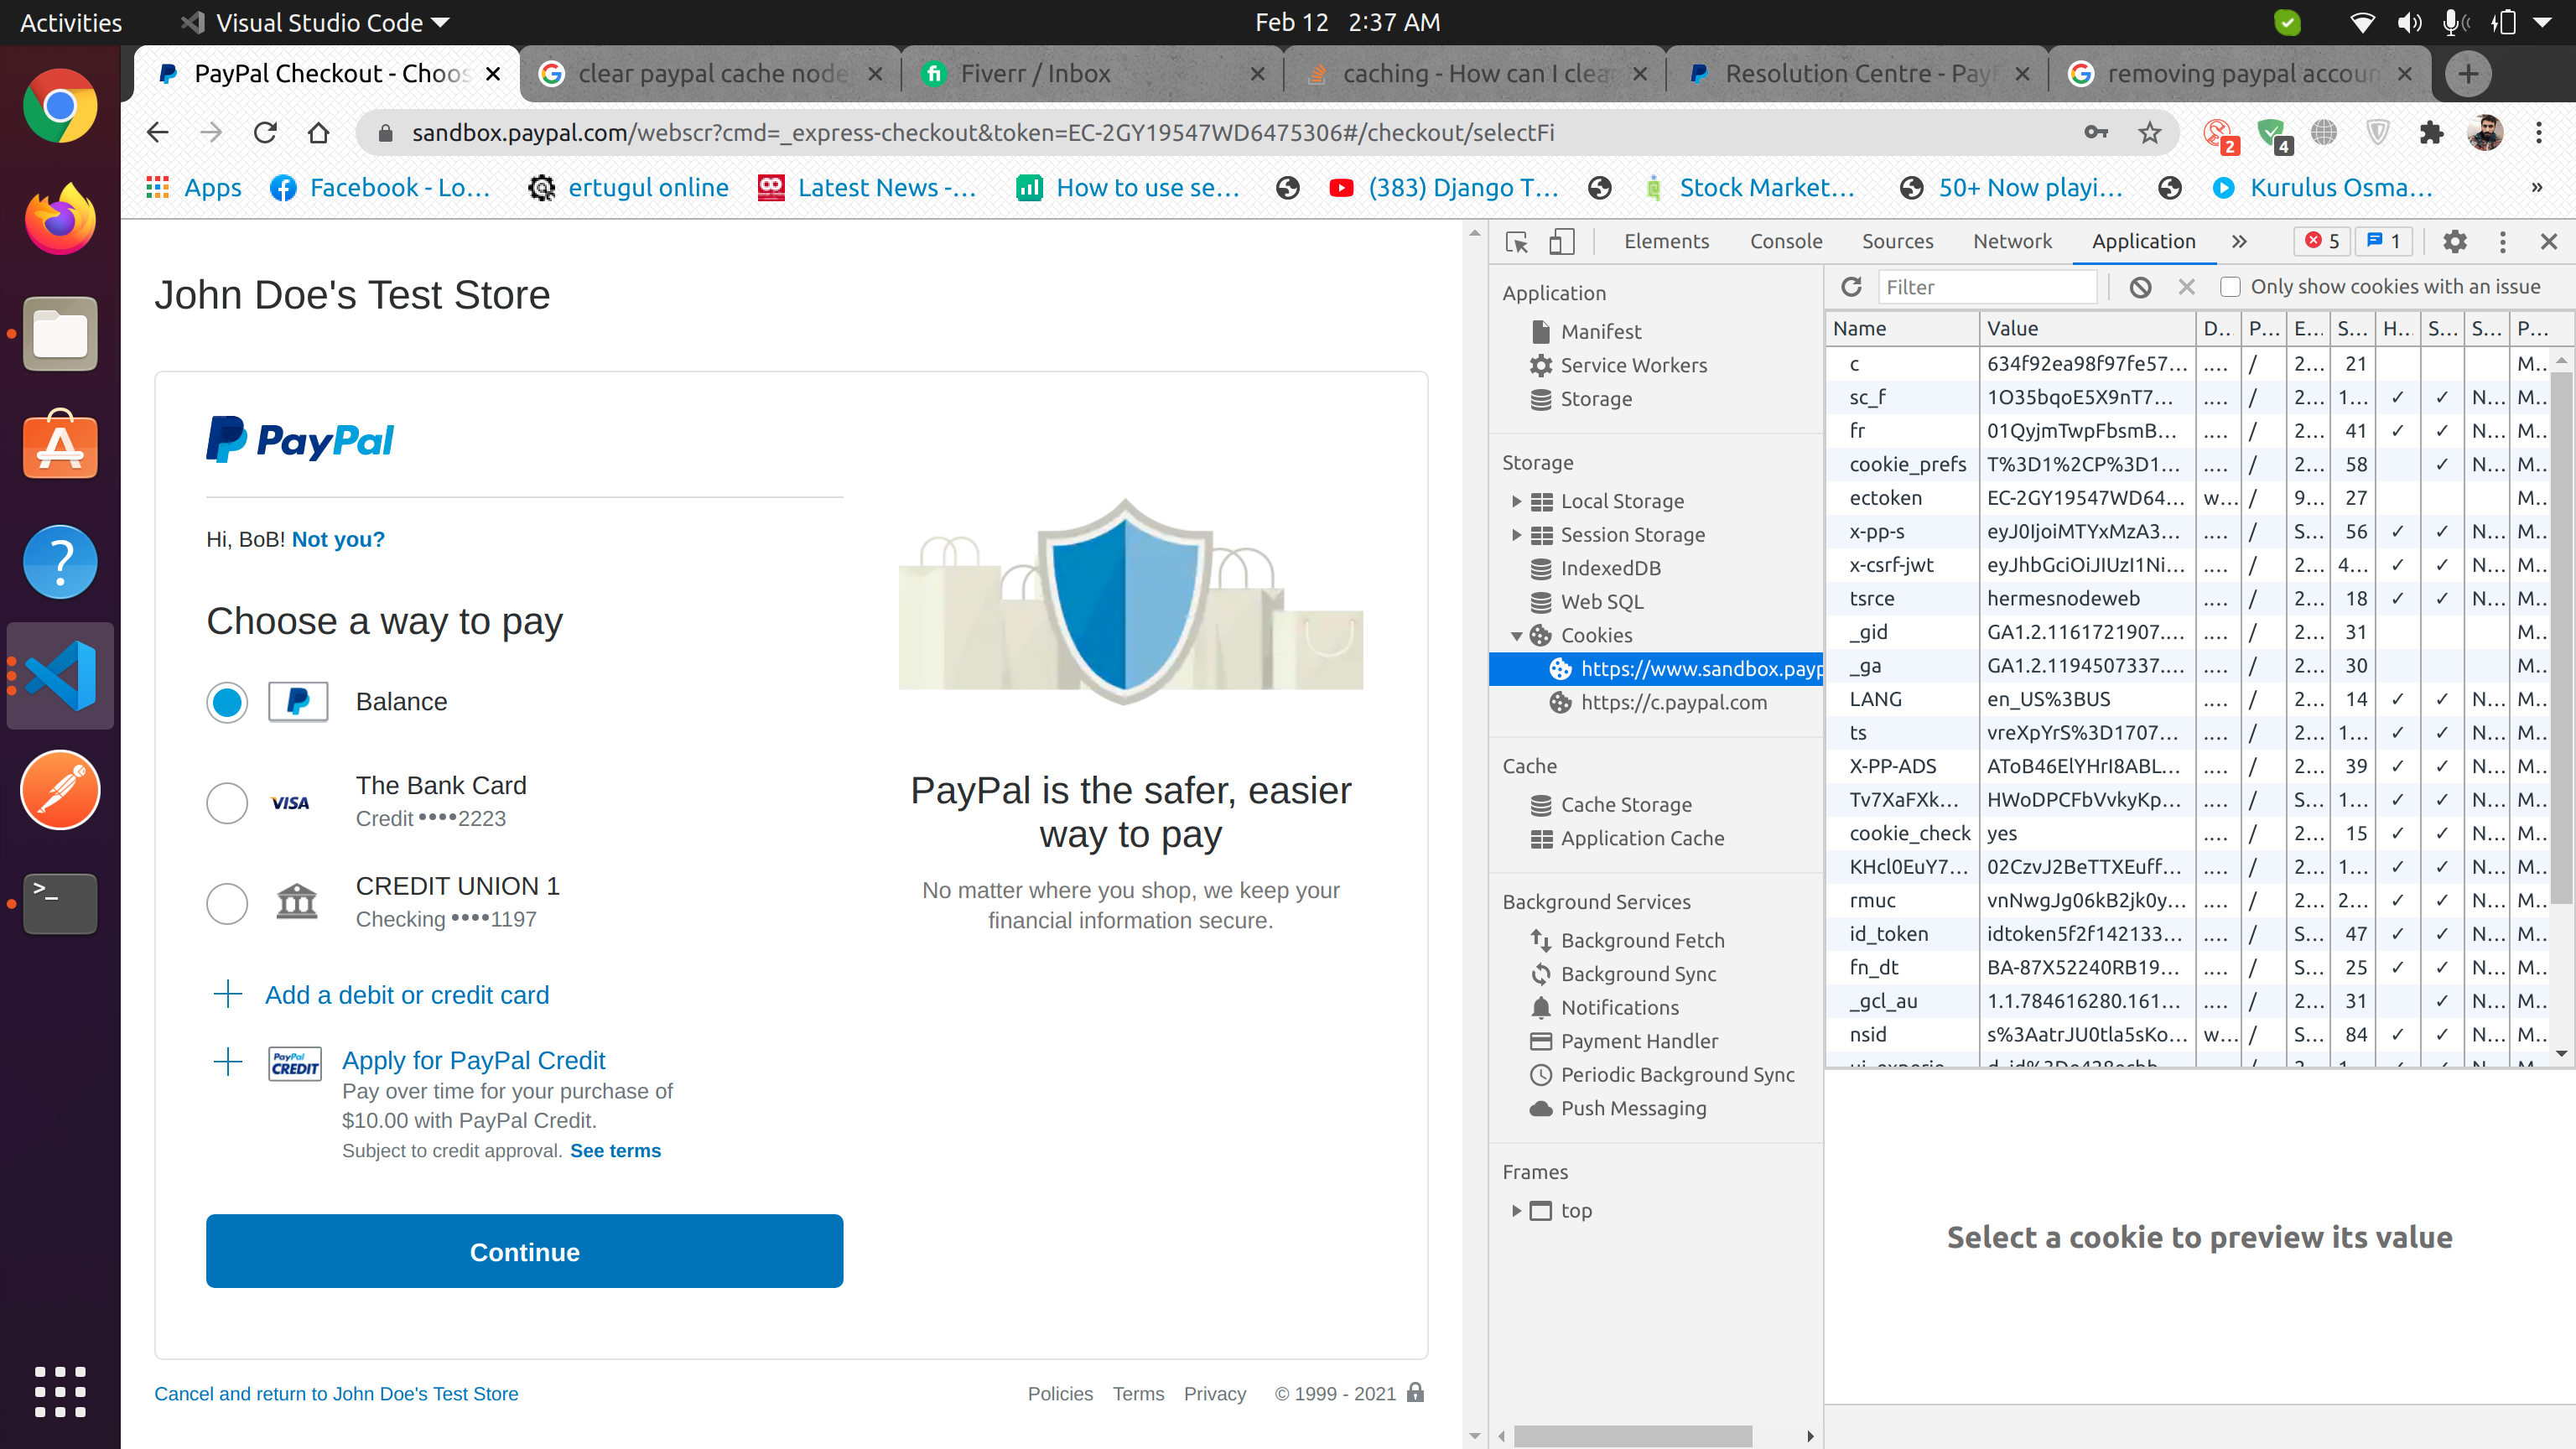 Activities
Visual Studio Code
Feb 12 2:37 AM
PayPal Checkout - Choos
clear paypal cache node
Fiverr / Inbox
caching - How can I clea
Resolution Centre - PayP
removing paypal accoun
sandbox.paypal.com/webscr?cmd=_express-checkout&token=EC-2GY19547WD6475306#/checkout/selectFi
2
4
Apps
Facebook - Lo...
ertugul online
Latest News -...
How to use se...
(383) Django T...
Stock Market...
50+ Now playi...
Kurulus Osma...
»
John Doe's Test Store
PayPal
Hi, BoB! Not you?
Choose a way to pay
Balance
VISA
The Bank Card
Credit ••••2223
CREDIT UNION 1
Checking ••••1197
Add a debit or credit card
PayPal CREDIT
Apply for PayPal Credit
Pay over time for your purchase of
$10.00 with PayPal Credit.
Subject to credit approval. See terms
Continue
PayPal is the safer, easier
way to pay
No matter where you shop, we keep your
financial information secure.
Cancel and return to John Doe's Test Store
Policies Terms Privacy © 1999 - 2021
Elements Console Sources Network Application » 5 1
Application
Manifest
Service Workers
Storage
Storage
Local Storage
Session Storage
IndexedDB
Web SQL
Cookies
https://www.sandbox.payp
https://c.paypal.com
Cache
Cache Storage
Application Cache
Background Services
Background Fetch
Background Sync
Notifications
Payment Handler
Periodic Background Sync
Push Messaging
Frames
top
Filter
Only show cookies with an issue
Name Value D... P... E... S... H... S... S... P...
c 634f92ea98f97fe57... .... / 2... 21 M...
sc_f 1O35bqoE5X9nT7... .... / 2... 1... ✓ ✓ N... M...
fr 01QyjmTwpFbsmB... .... / 2... 41 ✓ ✓ N... M...
cookie_prefs T%3D1%2CP%3D1... .... / 2... 58 ✓ N... M...
ectoken EC-2GY19547WD64... w... / 9... 27 M...
x-pp-s eyJ0IjoiMTYxMzA3... .... / S... 56 ✓ ✓ N... M...
x-csrf-jwt eyJhbGciOiJIUzI1Ni... .... / 2... 4... ✓ ✓ N... M...
tsrce hermesnodeweb .... / 2... 18 ✓ ✓ N... M...
_gid GA1.2.1161721907.... .... / 2... 31 M...
_ga GA1.2.1194507337.... .... / 2... 30 M...
LANG en_US%3BUS .... / 2... 14 ✓ ✓ N... M...
ts vreXpYrS%3D1707... .... / 2... 1... ✓ ✓ N... M...
X-PP-ADS AToB46ElYHrI8ABL... .... / 2... 39 ✓ ✓ N... M...
Tv7XaFXk... HWoDPCFbVvkyKp... .... / S... 1... ✓ ✓ N... M...
cookie_check yes .... / 2... 15 ✓ ✓ N... M...
KHcl0EuY7... 02CzvJ2BeTTXEuff... .... / 2... 1... ✓ ✓ N... M...
rmuc vnNwgJg06kB2jk0y... .... / 2... 2... ✓ ✓ N... M...
id_token idtoken5f2f142133... .... / S... 47 ✓ ✓ N... M...
fn_dt BA-87X52240RB19... .... / S... 25 ✓ ✓ N... M...
_gcl_au 1.1.784616280.161... .... / 2... 31 ✓ N... M...
nsid s%3AatrJU0tla5sKo... w... / S... 84 ✓ ✓ N... M...
Select a cookie to preview its value